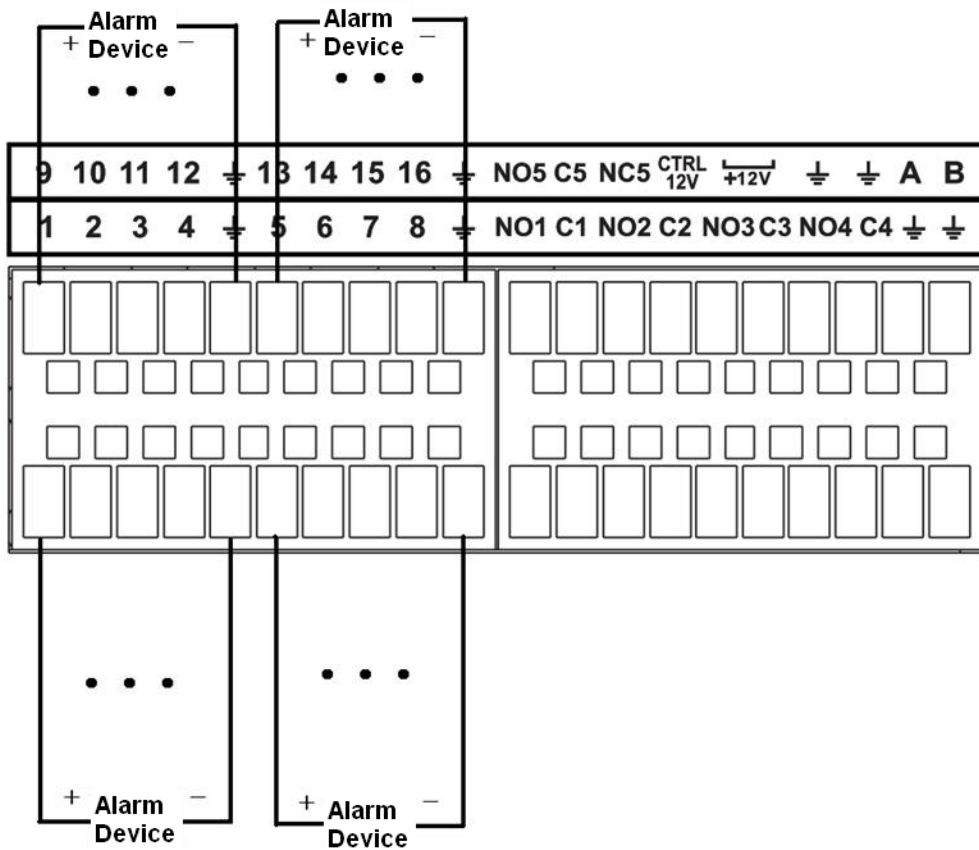 Alarm
Device
+ −
Alarm
Device
+ −
9 10 11 12 ⏚ 13 14 15 16 ⏚ NO5 C5 NC5 CTRL 12V +12V ⏚ ⏚ A B
1 2 3 4 ⏚ 5 6 7 8 ⏚ NO1 C1 NO2 C2 NO3 C3 NO4 C4 ⏚ ⏚
+ −
Alarm
Device
+ −
Alarm
Device